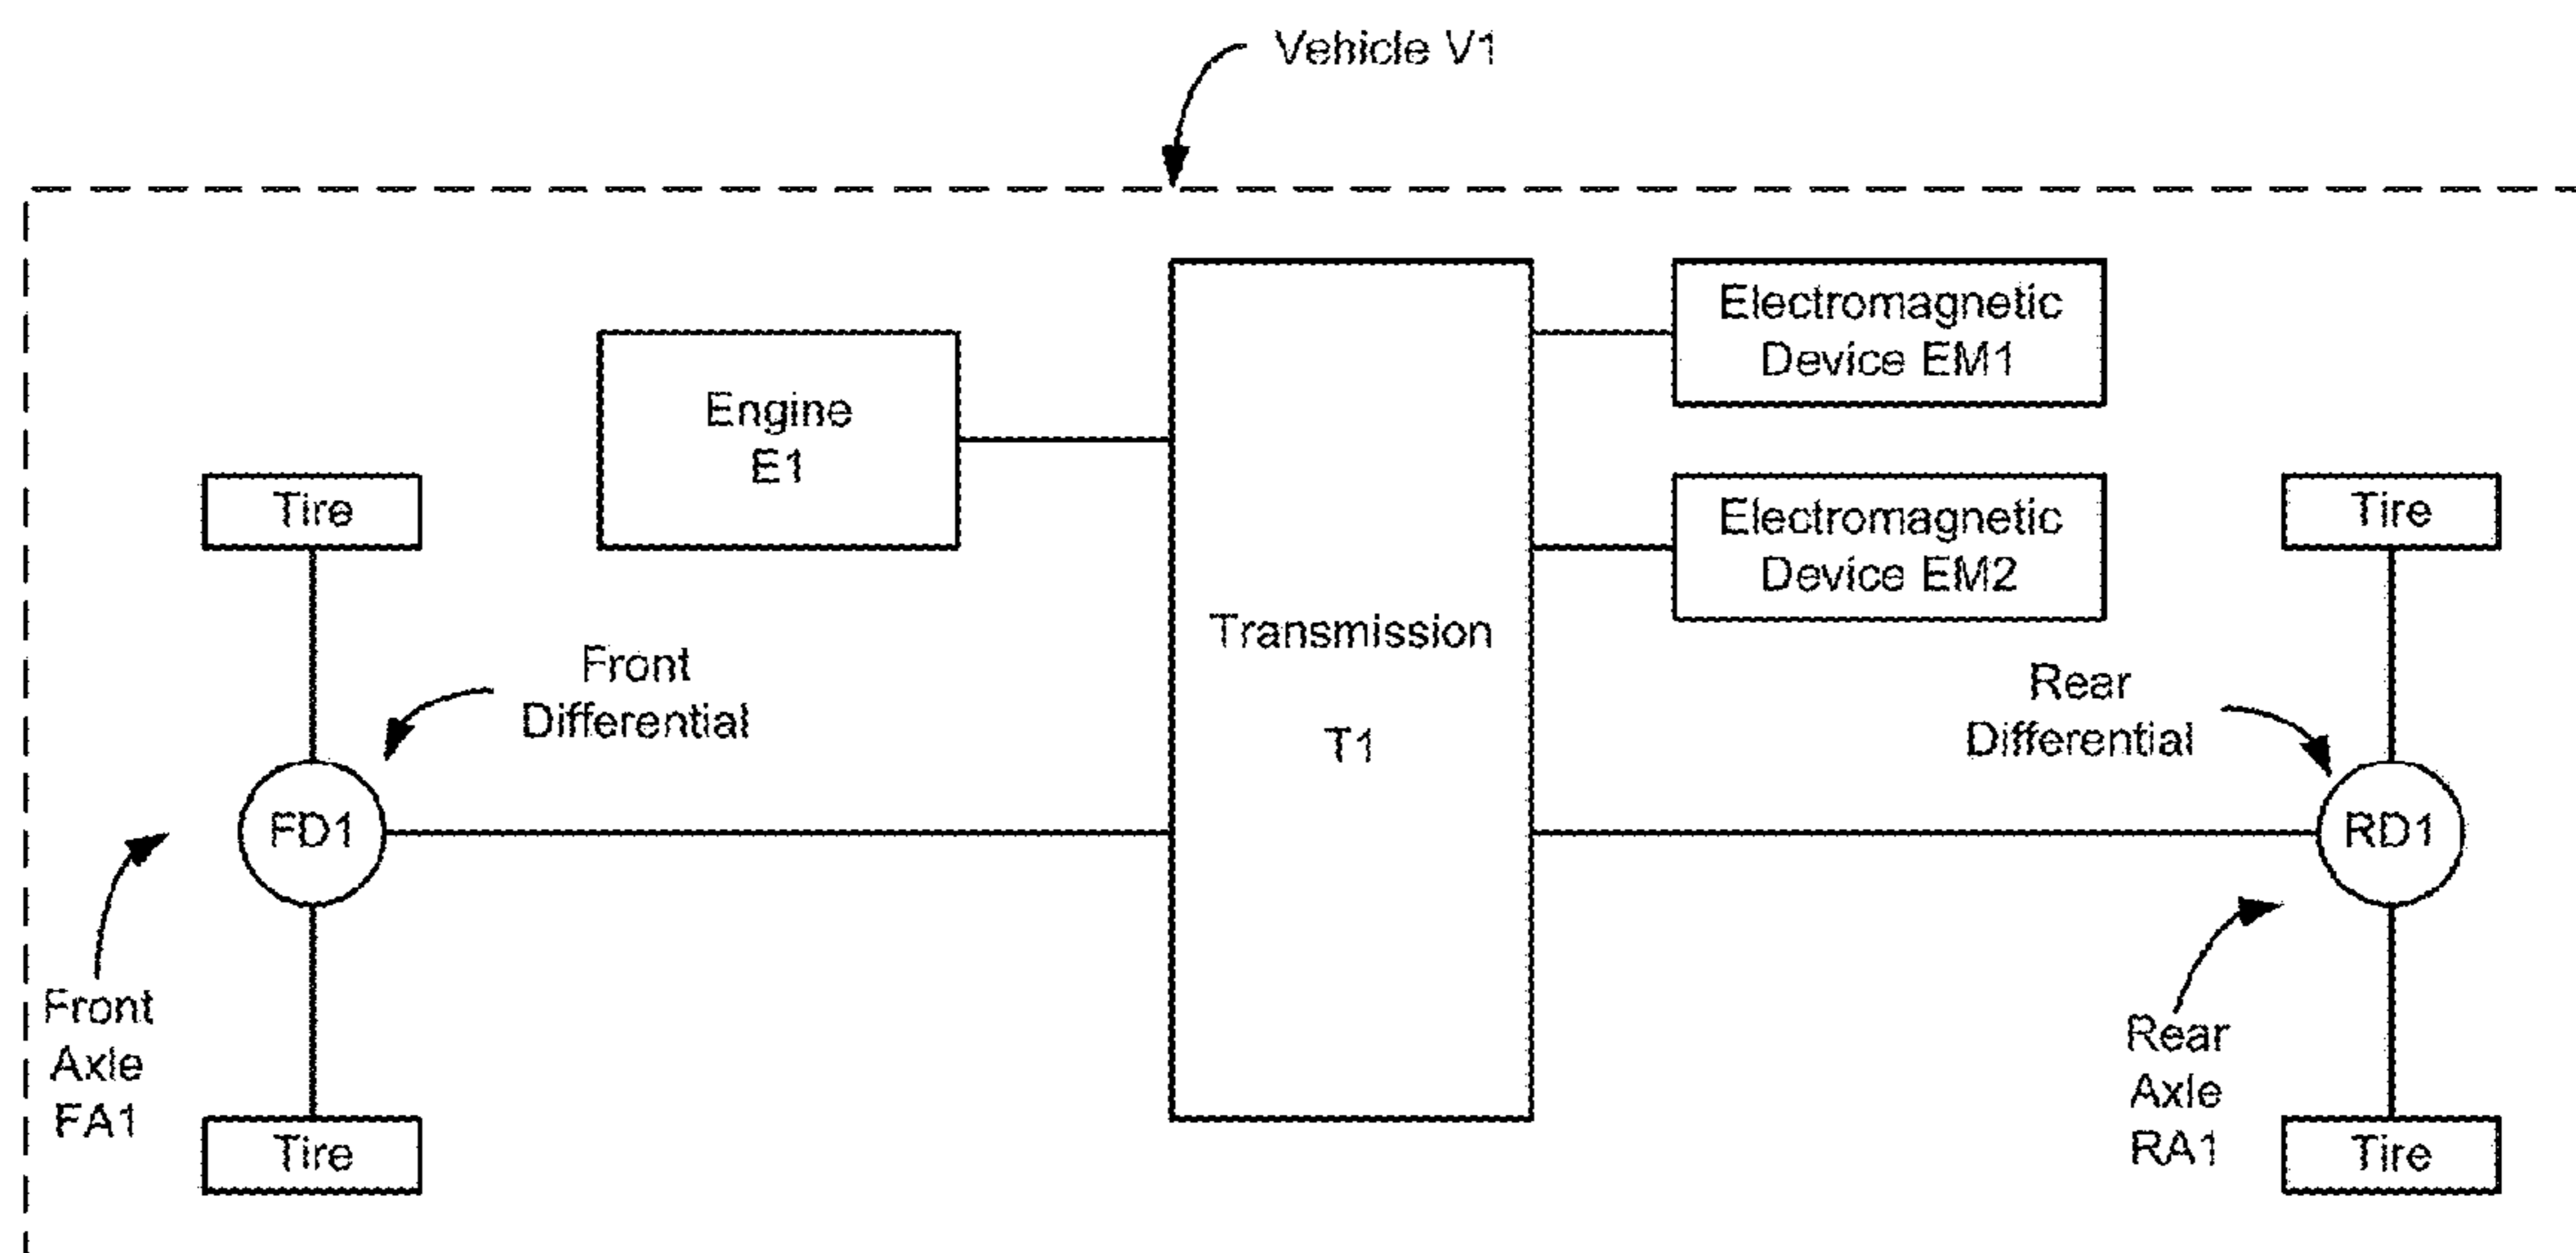 Vehicle V1
Electromagnetic
Device EM1
Engine
E1
Tire
Electromagnetic
Device EM2
Tire
Transmission
T1
Front
Differential
Rear
Differential
FD1
RD1
Front
Axle
FA1
Rear
Axle
RA1
Tire
Tire